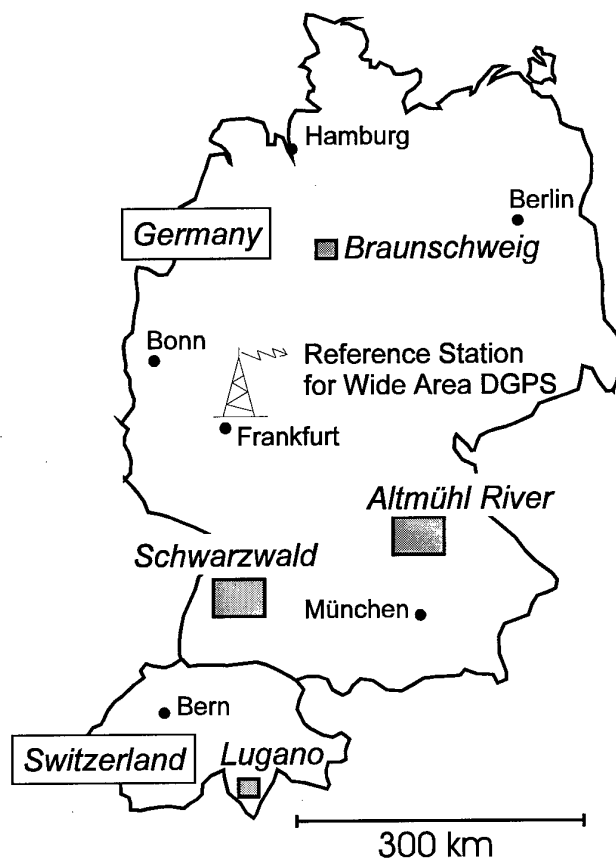 Hamburg
Berlin
Germany
Braunschweig
Bonn
Reference Station
for Wide Area DGPS
Frankfurt
Altmühl River
Schwarzwald
München
Bern
Switzerland
Lugano
300 km